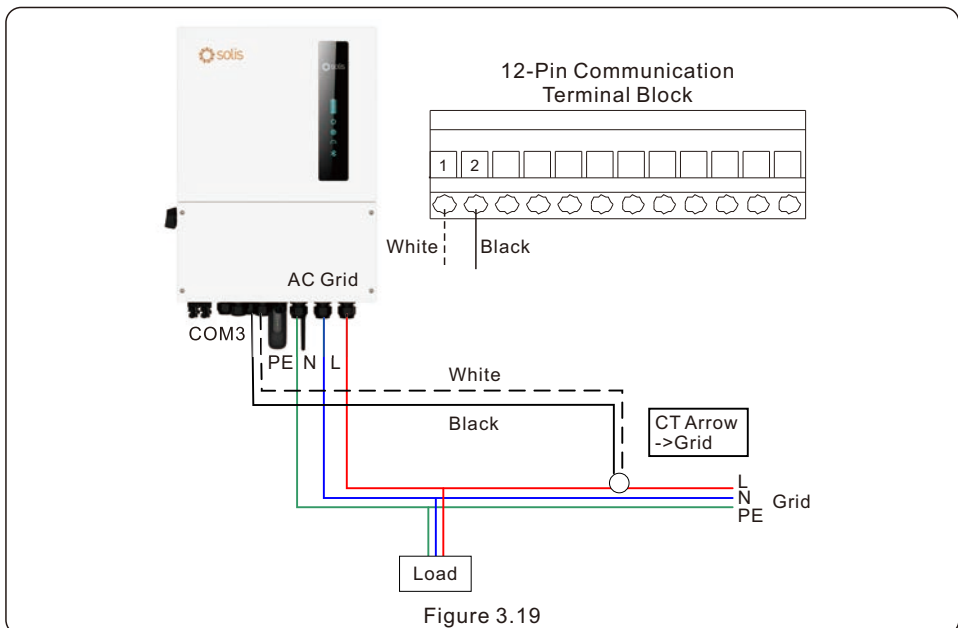 solis
solis
12-Pin Communication
Terminal Block
1 2
White Black
AC Grid
COM3
PE N L
White
Black
CT Arrow
->Grid
L
N Grid
PE
Load
Figure 3.19